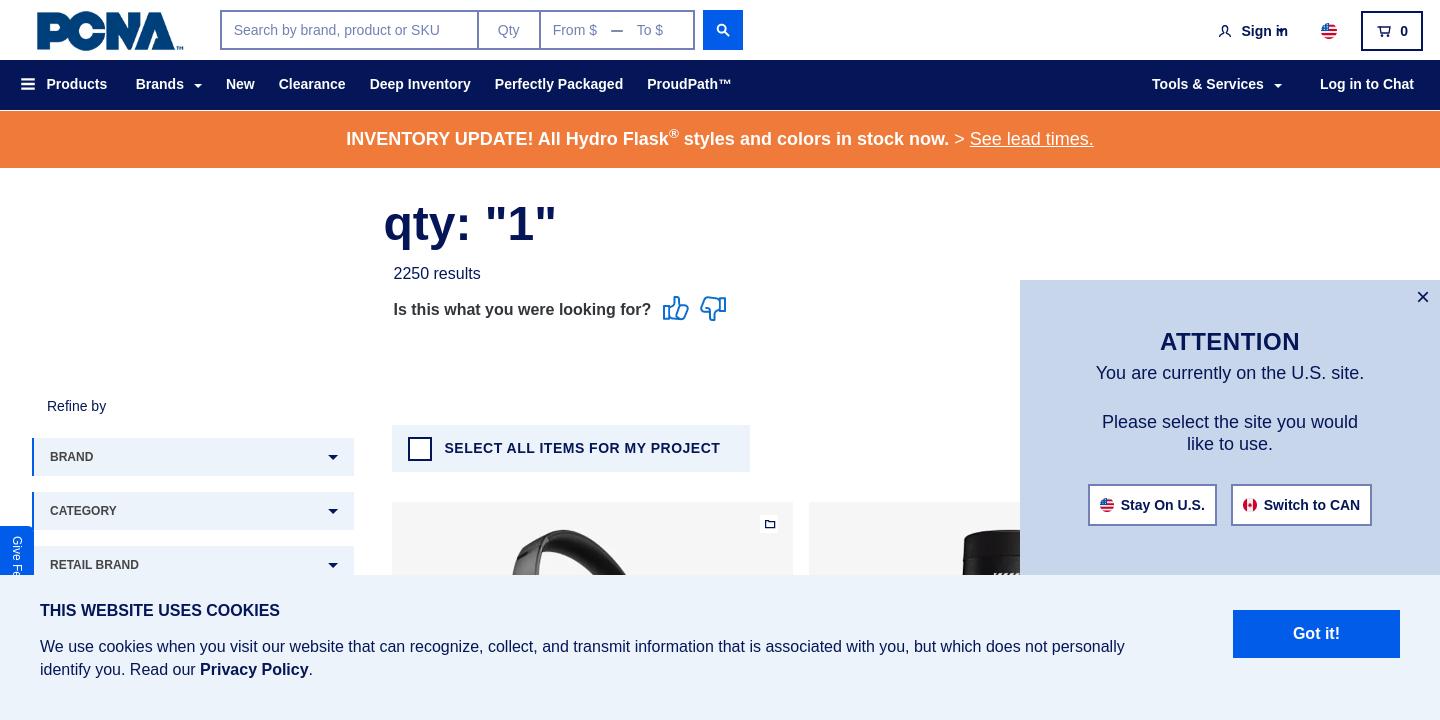 PCNA™
Search by brand, product or SKU
Qty
From $ — To $
Sign in
0
Products
Brands
New
Clearance
Deep Inventory
Perfectly Packaged
ProudPath™
Tools & Services
Log in to Chat
INVENTORY UPDATE! All Hydro Flask® styles and colors in stock now. > See lead times.
qty: "1"
2250 results
Is this what you were looking for?
×
ATTENTION
You are currently on the U.S. site.
Please select the site you would
like to use.
Stay On U.S.
Switch to CAN
Refine by
BRAND
CATEGORY
RETAIL BRAND
SELECT ALL ITEMS FOR MY PROJECT
Give Fe
THIS WEBSITE USES COOKIES
We use cookies when you visit our website that can recognize, collect, and transmit information that is associated with you, but which does not personally
identify you. Read our Privacy Policy.
Got it!